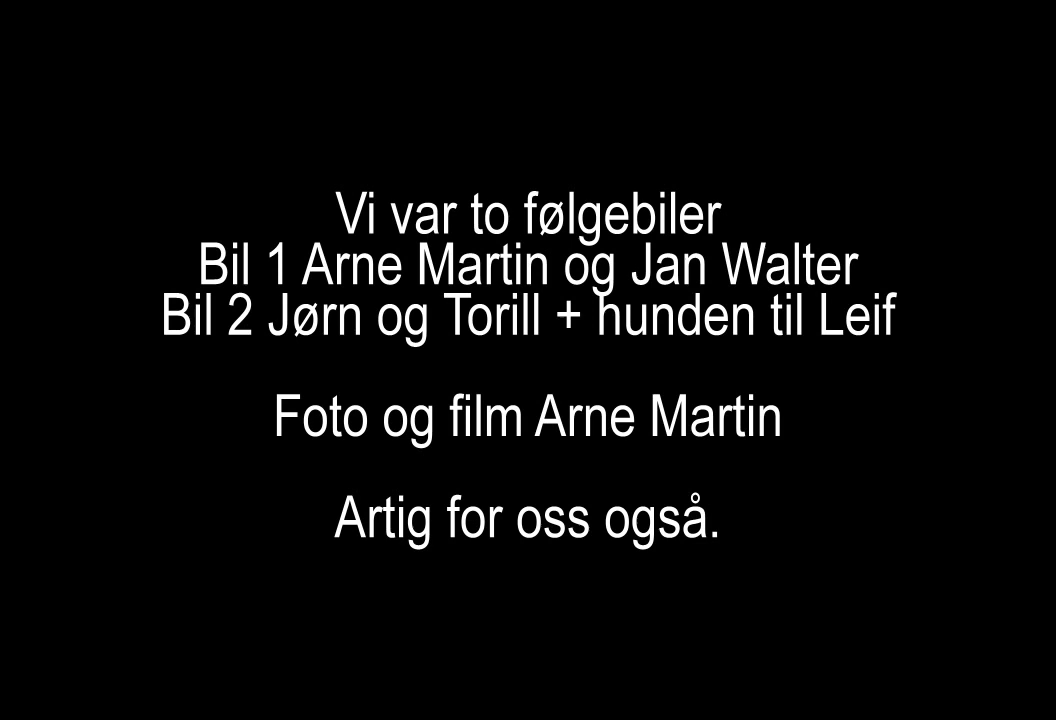 Vi var to følgebiler
Bil 1 Arne Martin og Jan Walter
Bil 2 Jørn og Torill + hunden til Leif
Foto og film Arne Martin
Artig for oss også.